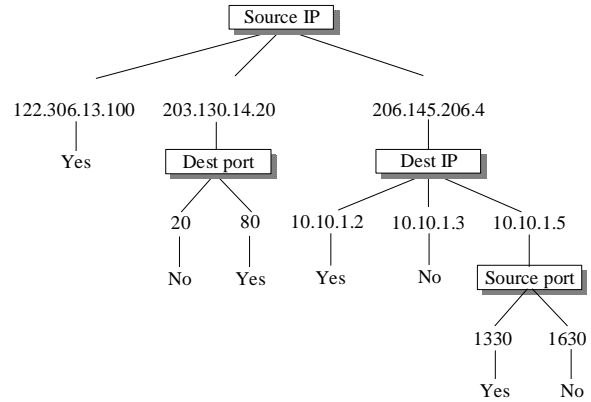 Source IP
122.306.13.100 203.130.14.20 206.145.206.4
Yes Dest port Dest IP
20 80 10.10.1.2 10.10.1.3 10.10.1.5
No Yes Yes No Source port
1330 1630
Yes No